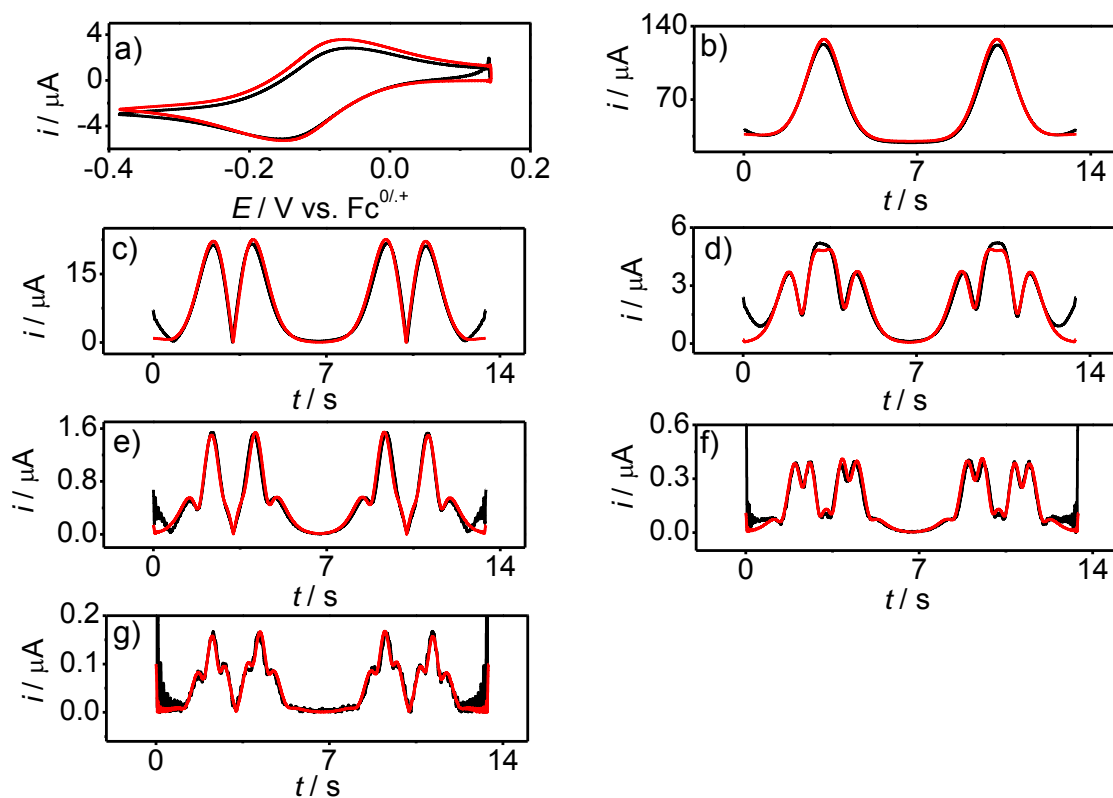 a)
i / μA
4
0
-4
-0.4
-0.2
0.0
0.2
E / V vs. Fc0/.+
b)
i / μA
140
70
0
7
14
t / s
c)
i / μA
15
0
0
7
14
t / s
d)
i / μA
6
3
0
0
7
14
t / s
e)
i / μA
1.6
0.8
0.0
0
7
14
t / s
f)
i / μA
0.6
0.3
0.0
0
7
14
t / s
g)
i / μA
0.2
0.1
0.0
0
7
14
t / s